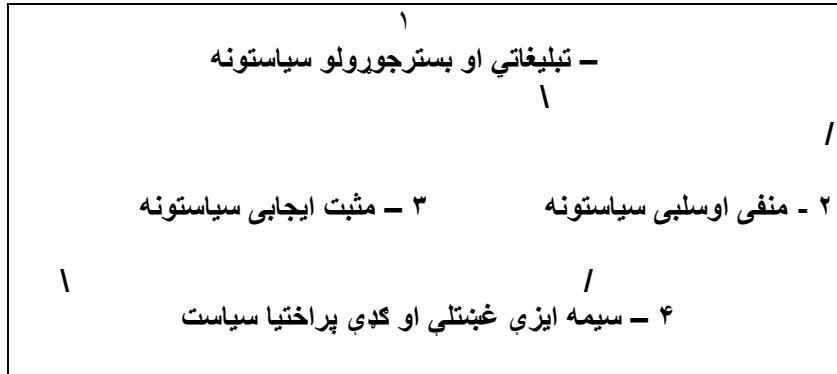 ۱
– تبلیغاتي او بسترجوړولو سیاستونه
\
/
۲ - منفی اوسلبی سیاستونه ۳ – مثبت ایجابی سیاستونه
/ \
۴ – سیمه ایزې غښتلې او ګډې پراختیا سیاست